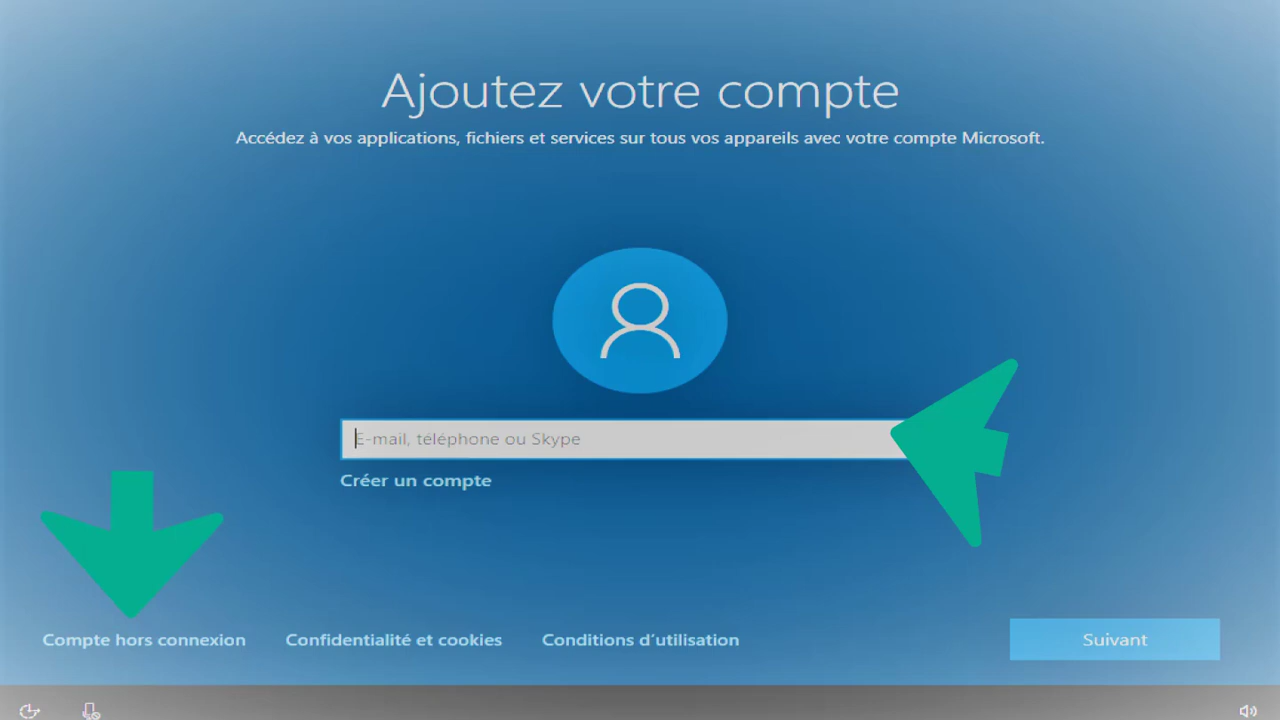 Ajoutez votre compte
Accédez à vos applications, fichiers et services sur tous vos appareils avec votre compte Microsoft.
E-mail, téléphone ou Skype
Créer un compte
Compte hors connexion
Confidentialité et cookies
Conditions d'utilisation
Suivant